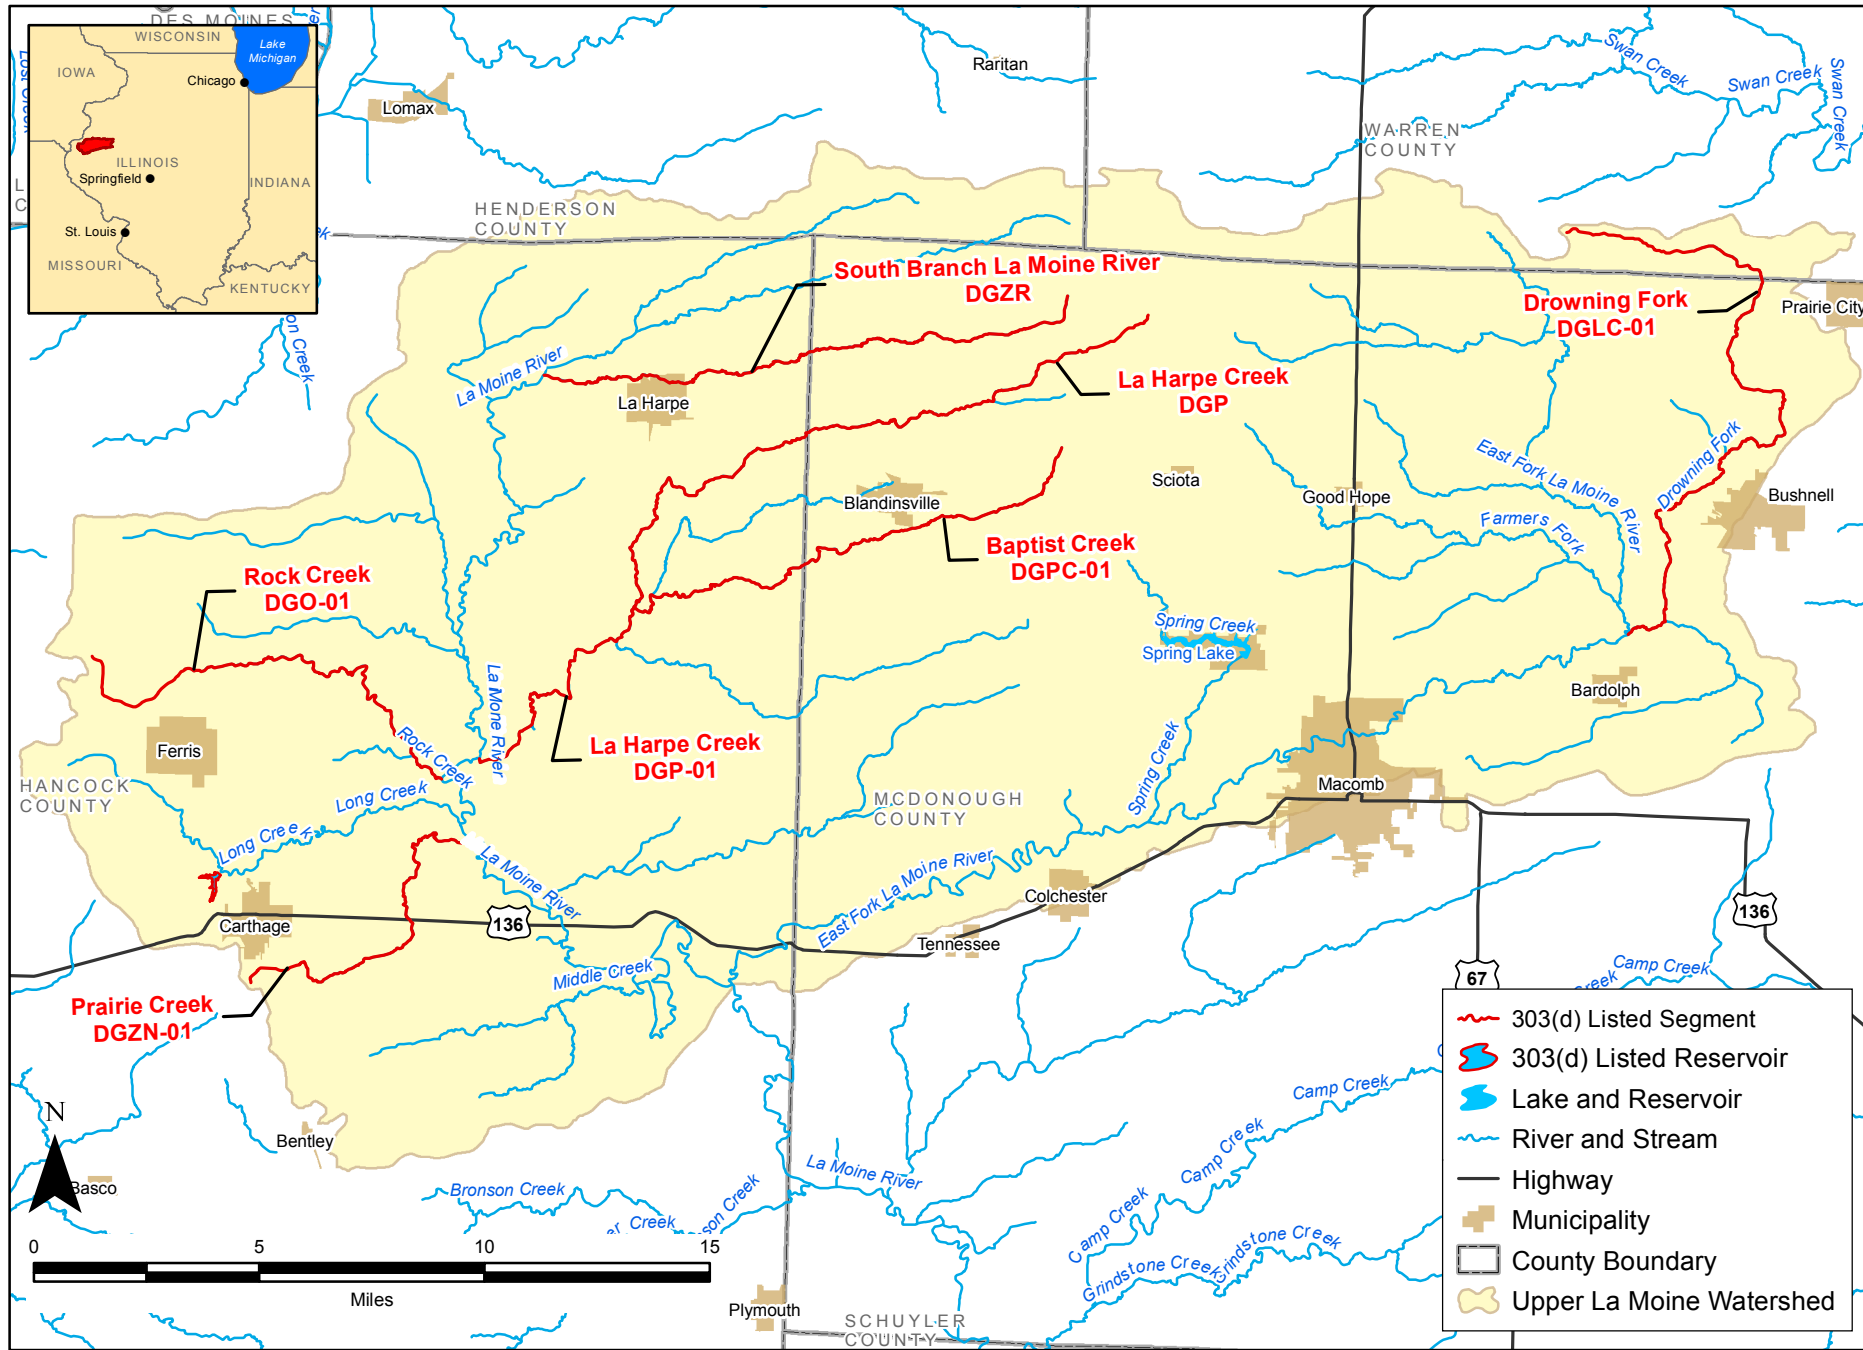 DES MOINES
WISCONSIN
Lake
Michigan
IOWA
Chicago
ILLINOIS
Springfield
INDIANA
St. Louis
MISSOURI
KENTUCKY
Lomax
Raritan
Swan Creek
Swan Creek
Swan Creek
WARREN
COUNTY
HENDERSON
COUNTY
South Branch La Moine River
DGZR
Drowning Fork
DGLC-01
Prairie City
La Moine River
La Harpe
La Harpe Creek
DGP
Sciota
Good Hope
East Fork La Moine River
Drowning Fork
Bushnell
Blandinsville
Farmers Fork
Baptist Creek
DGPC-01
Rock Creek
DGO-01
Spring Creek
Spring Lake
La Moine River
Bardolph
Ferris
Rock Creek
La Harpe Creek
DGP-01
Spring Creek
Macomb
HANCOCK
COUNTY
Long Creek
Long Creek
MCDONOUGH
COUNTY
La Moine River
East Fork La Moine River
Colchester
Carthage
136
Tennessee
136
Middle Creek
67
Camp Creek
Creek
Prairie Creek
DGZN-01
Camp Creek
Camp Creek
Camp Creek
N
Bentley
Basco
Bronson Creek
La Moine River
er Creek
son Creek
Grindstone Creek
Grindstone Creek
0 5 10 15
Miles
Plymouth
SCHUYLER
COUNTY
303(d) Listed Segment
303(d) Listed Reservoir
Lake and Reservoir
River and Stream
Highway
Municipality
County Boundary
Upper La Moine Watershed